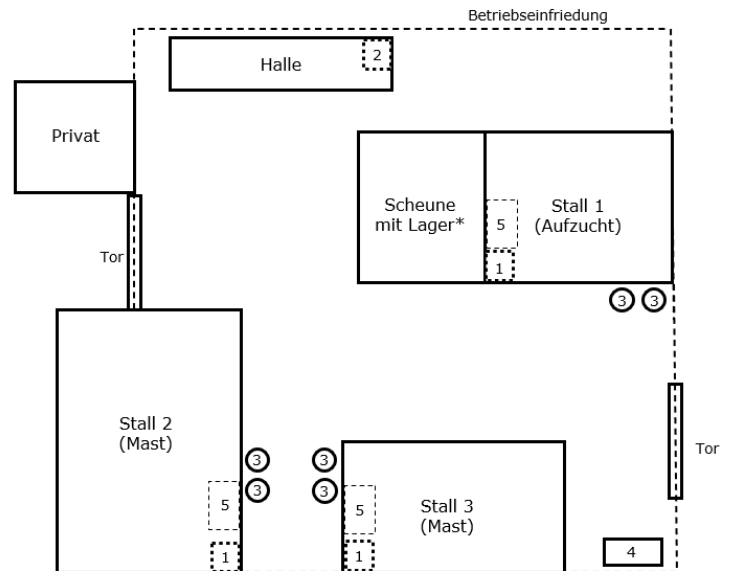 Betriebseinfriedung
Halle
2
Privat
Scheune
mit Lager*
5
1
Stall 1
(Aufzucht)
Tor
3 3
Stall 2
(Mast)
3
3
3
3
Tor
5
1
5
1
Stall 3
(Mast)
4